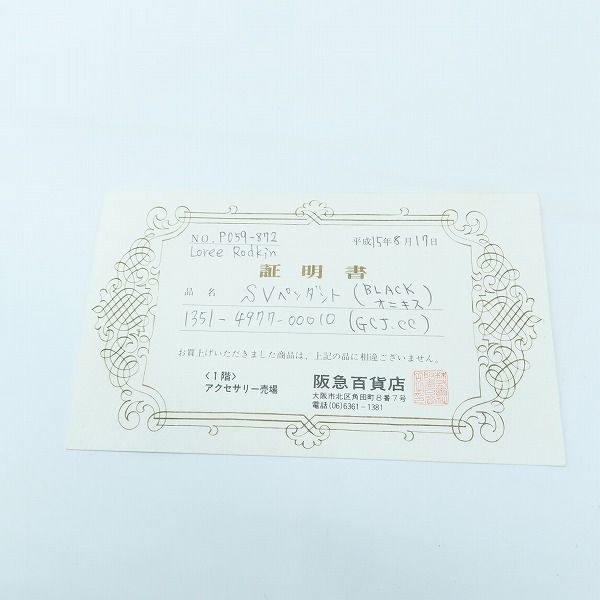 NO. P059-872 平成15年8月17日
Loree Rodkin
証明書
品名 SVペンダント (BLACK オニキス)
1351-4977-00010 (GCJ.CC)
お買上げいただきました商品は、上記の品に相違ございません。
〈1階〉 阪急百貨店
アクセサリー売場 大阪市北区角田町8番7号
電話(06)6361-1381